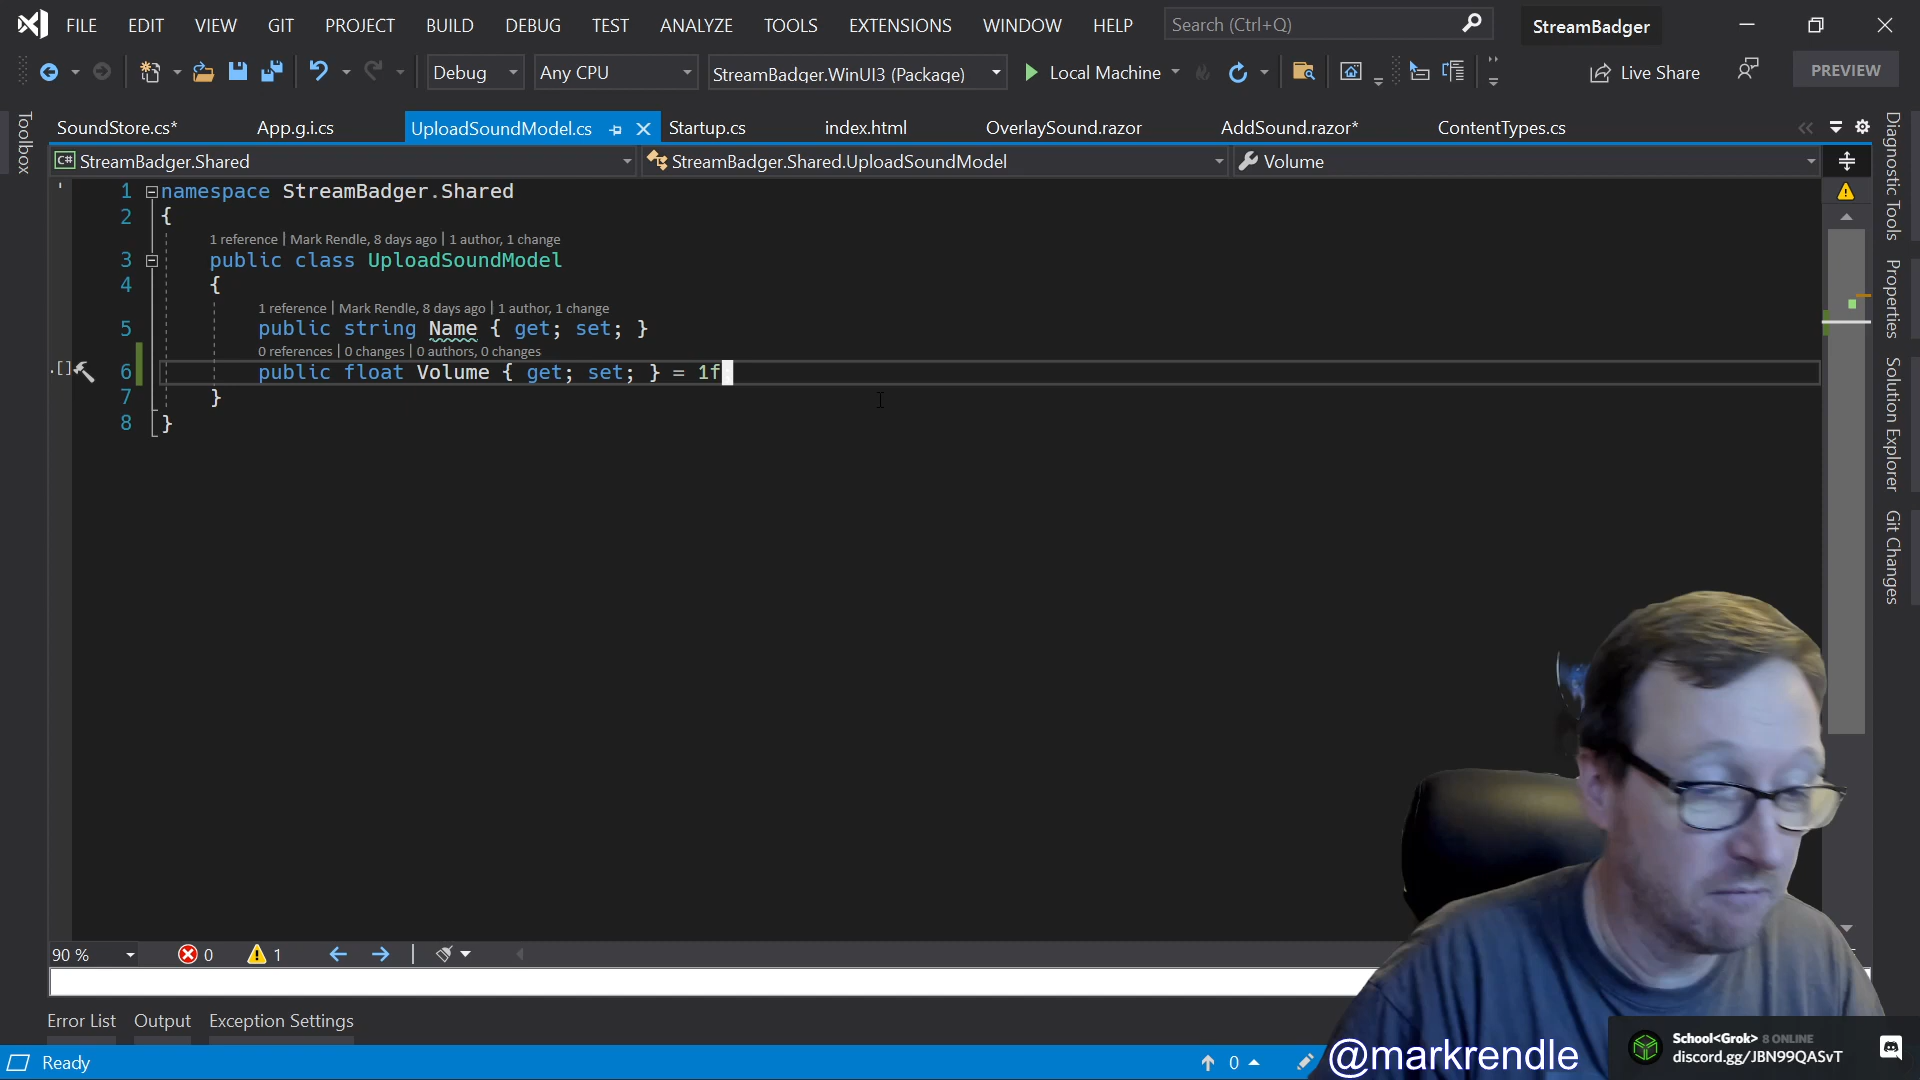 FILE EDIT VIEW GIT PROJECT BUILD DEBUG TEST ANALYZE TOOLS EXTENSIONS WINDOW HELP Search (Ctrl+Q) StreamBadger
Debug Any CPU StreamBadger.WinUI3 (Package) Local Machine Live Share PREVIEW
SoundStore.cs* App.g.i.cs UploadSoundModel.cs Startup.cs index.html OverlaySound.razor AddSound.razor* ContentTypes.cs
C# StreamBadger.Shared StreamBadger.Shared.UploadSoundModel Volume
Toolbox
1 namespace StreamBadger.Shared
2 {
1 reference | Mark Rendle, 8 days ago | 1 author, 1 change
3 public class UploadSoundModel
4 {
1 reference | Mark Rendle, 8 days ago | 1 author, 1 change
5 public string Name { get; set; }
0 references | 0 changes | 0 authors, 0 changes
6 public float Volume { get; set; } = 1f
7 }
8 }
Diagnostic Tools
Properties
Solution Explorer
Git Changes
90 % 0 1
Error List Output Exception Settings
Ready 0
@markrendle
School<Grok> 8 ONLINE
discord.gg/JBN99QASvT